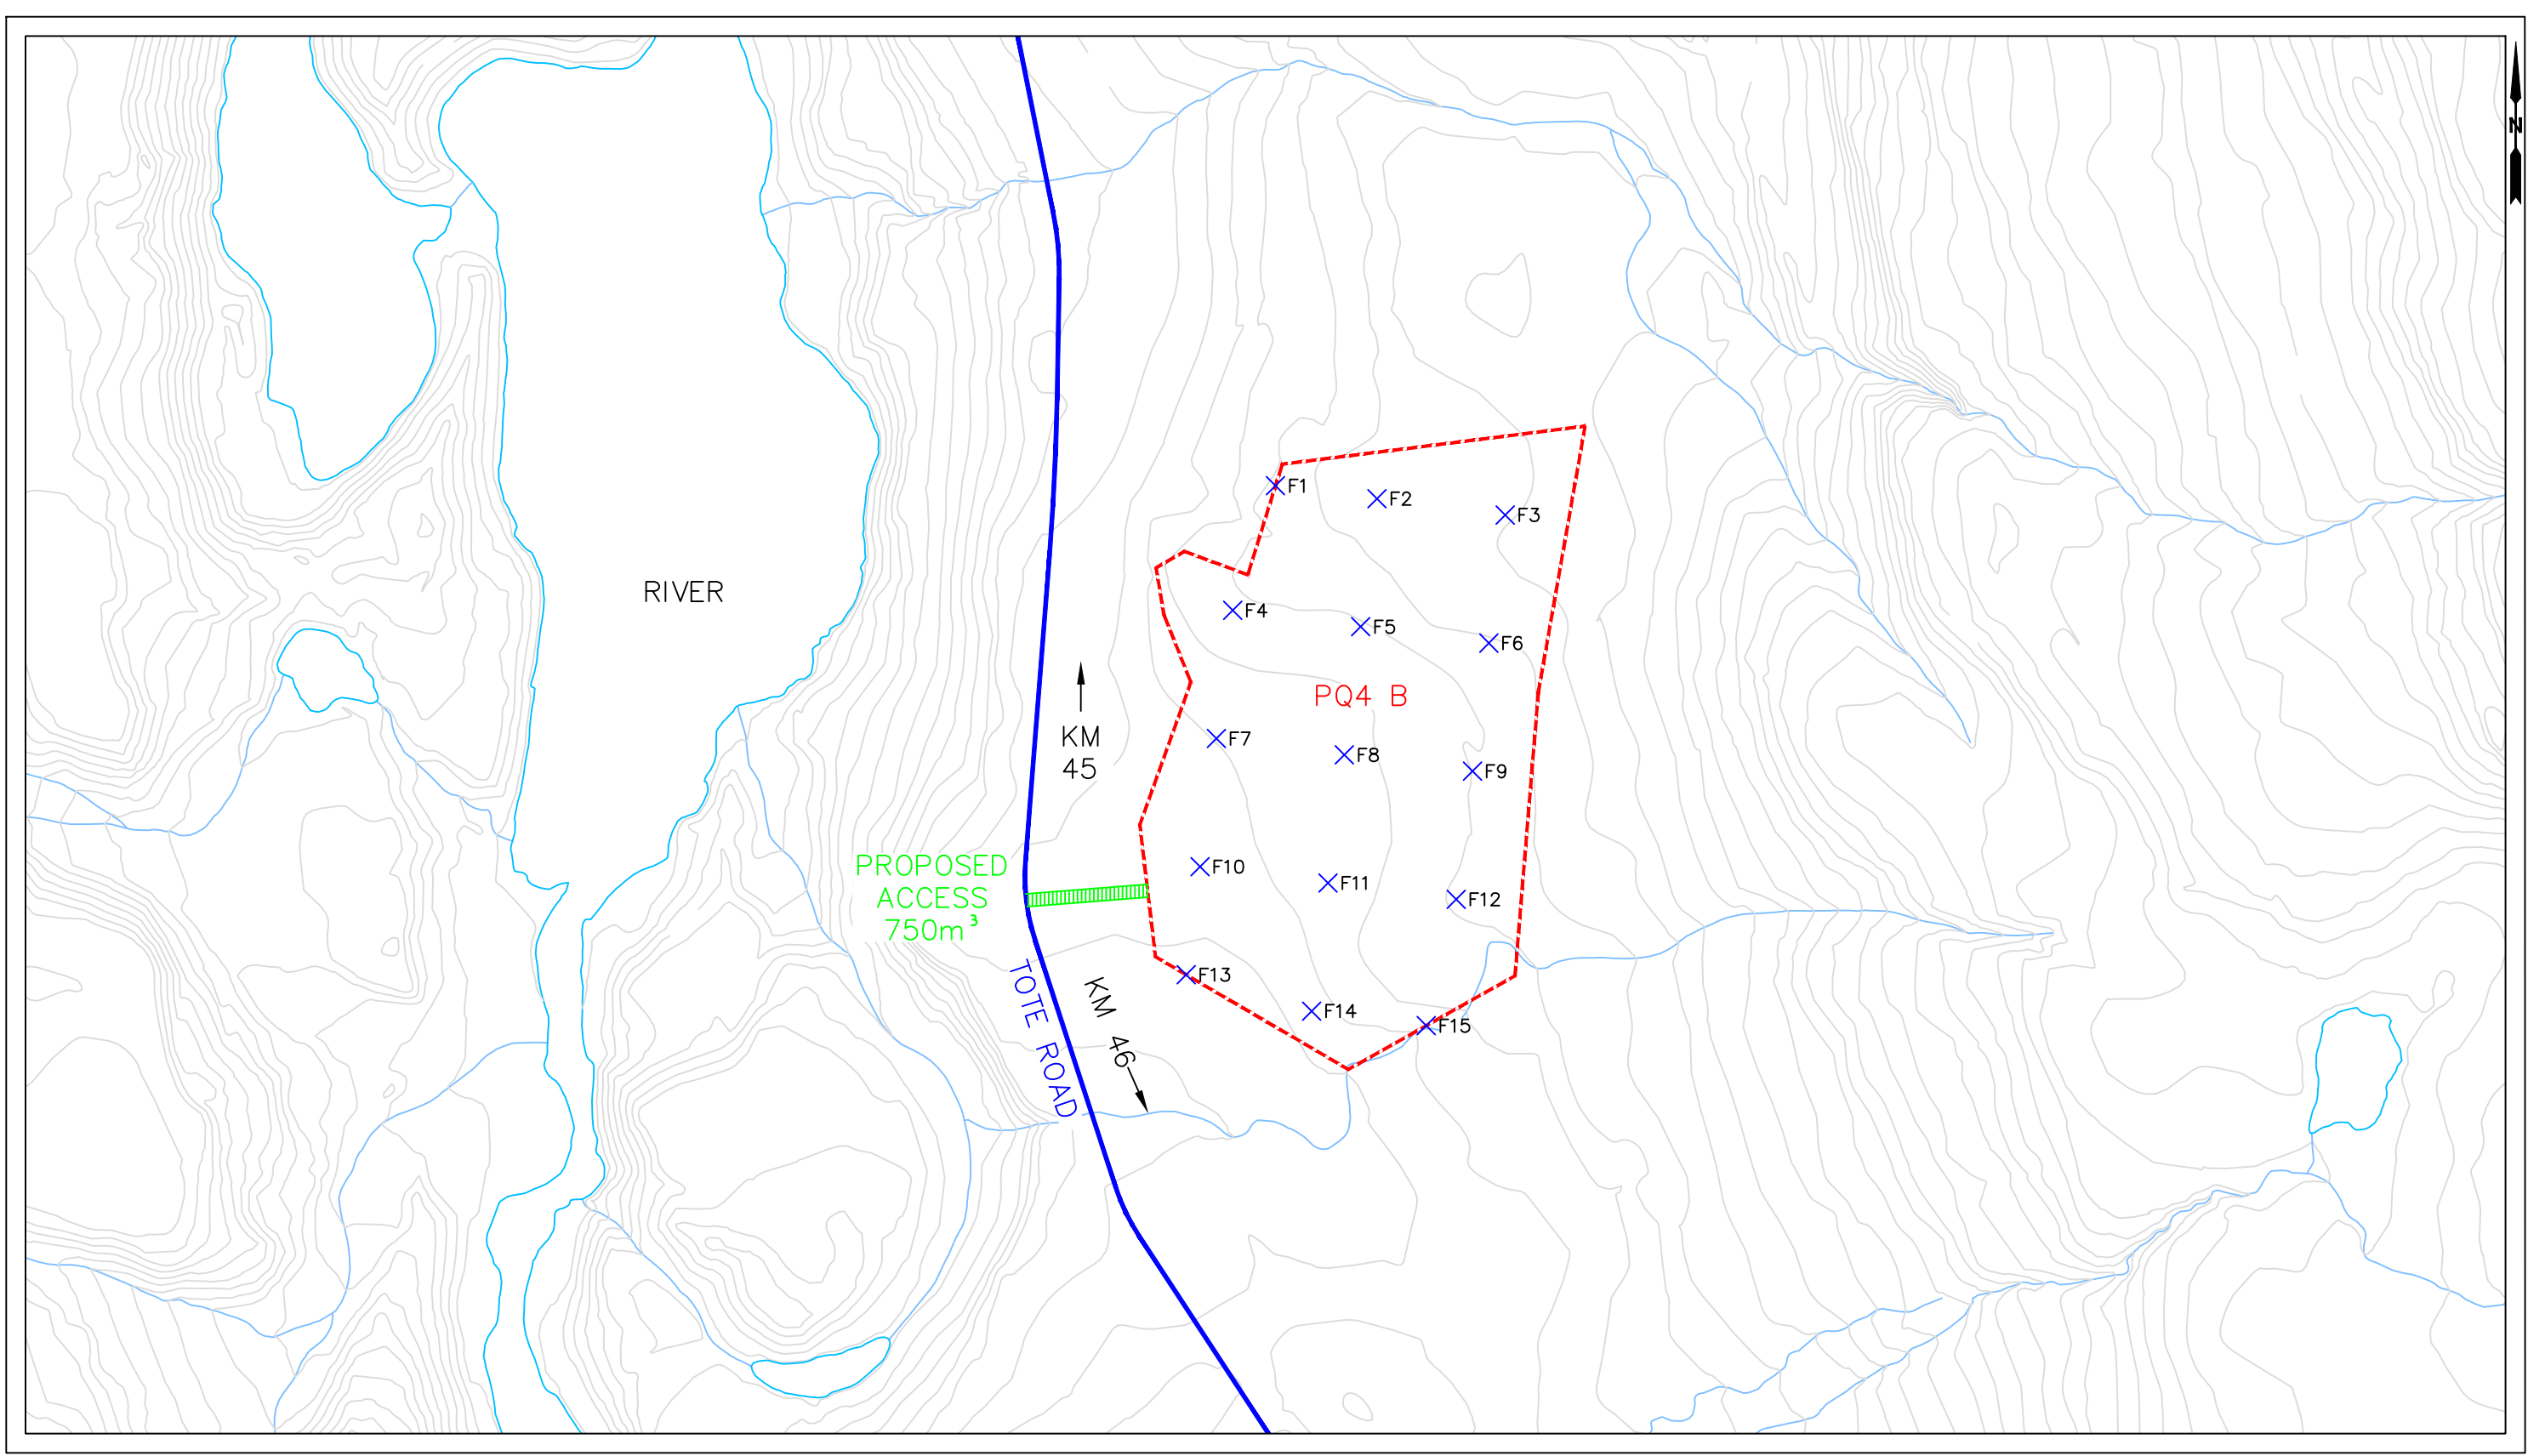 N
F1
F2
F3
RIVER
F4
F5
F6
PQ4 B
KM
45
F7
F8
F9
PROPOSED
ACCESS
750m³
F10
F11
F12
TOTE ROAD
KM 46
F13
F14
F15